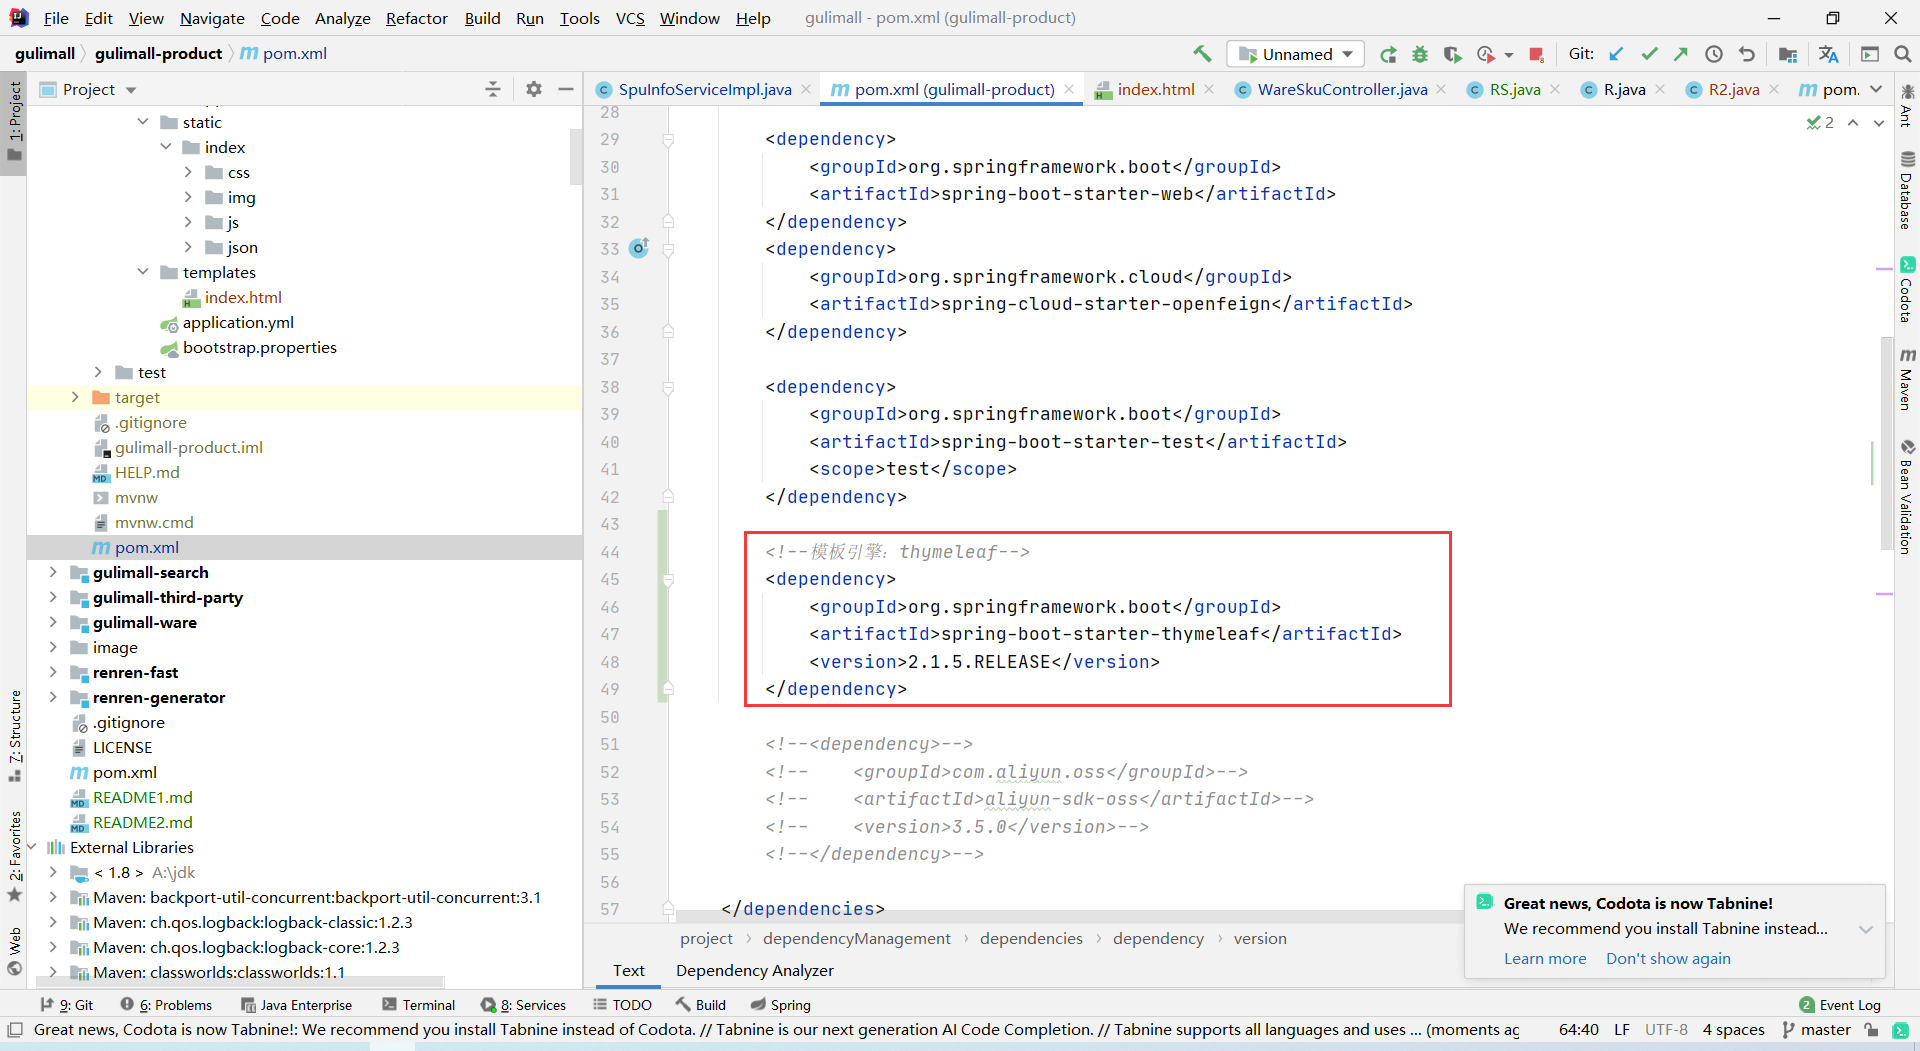 File Edit View Navigate Code Analyze Refactor Build Run Tools VCS Window Help gulimall - pom.xml (gulimall-product)
gulimall gulimall-product pom.xml Unnamed Git:
Project
SpuInfoServiceImpl.java pom.xml (gulimall-product) index.html WareSkuController.java RS.java R.java R2.java pom.
1: Project
7: Structure
2: Favorites
Web
static
index
css
img
js
json
templates
index.html
application.yml
bootstrap.properties
test
target
.gitignore
gulimall-product.iml
HELP.md
mvnw
mvnw.cmd
pom.xml
gulimall-search
gulimall-third-party
gulimall-ware
image
renren-fast
renren-generator
.gitignore
LICENSE
pom.xml
README1.md
README2.md
External Libraries
< 1.8 > A:\jdk
Maven: backport-util-concurrent:backport-util-concurrent:3.1
Maven: ch.qos.logback:logback-classic:1.2.3
Maven: ch.qos.logback:logback-core:1.2.3
Maven: classworlds:classworlds:1.1
28
29 <dependency>
30 <groupId>org.springframework.boot</groupId>
31 <artifactId>spring-boot-starter-web</artifactId>
32 </dependency>
33 <dependency>
34 <groupId>org.springframework.cloud</groupId>
35 <artifactId>spring-cloud-starter-openfeign</artifactId>
36 </dependency>
37
38 <dependency>
39 <groupId>org.springframework.boot</groupId>
40 <artifactId>spring-boot-starter-test</artifactId>
41 <scope>test</scope>
42 </dependency>
43
44 <!--模板引擎：thymeleaf-->
45 <dependency>
46 <groupId>org.springframework.boot</groupId>
47 <artifactId>spring-boot-starter-thymeleaf</artifactId>
48 <version>2.1.5.RELEASE</version>
49 </dependency>
50
51 <!--<dependency>-->
52 <!-- <groupId>com.aliyun.oss</groupId>-->
53 <!-- <artifactId>aliyun-sdk-oss</artifactId>-->
54 <!-- <version>3.5.0</version>-->
55 <!--</dependency>-->
56
57 </dependencies>
2
Ant
Database
Codota
Maven
Bean Validation
project dependencyManagement dependencies dependency version
Text Dependency Analyzer
Great news, Codota is now Tabnine!
We recommend you install Tabnine instead...
Learn more Don't show again
9: Git 6: Problems Java Enterprise Terminal 8: Services TODO Build Spring 2 Event Log
Great news, Codota is now Tabnine!: We recommend you install Tabnine instead of Codota. // Tabnine is our next generation AI Code Completion. // Tabnine supports all languages and uses ... (moments ag 64:40 LF UTF-8 4 spaces master